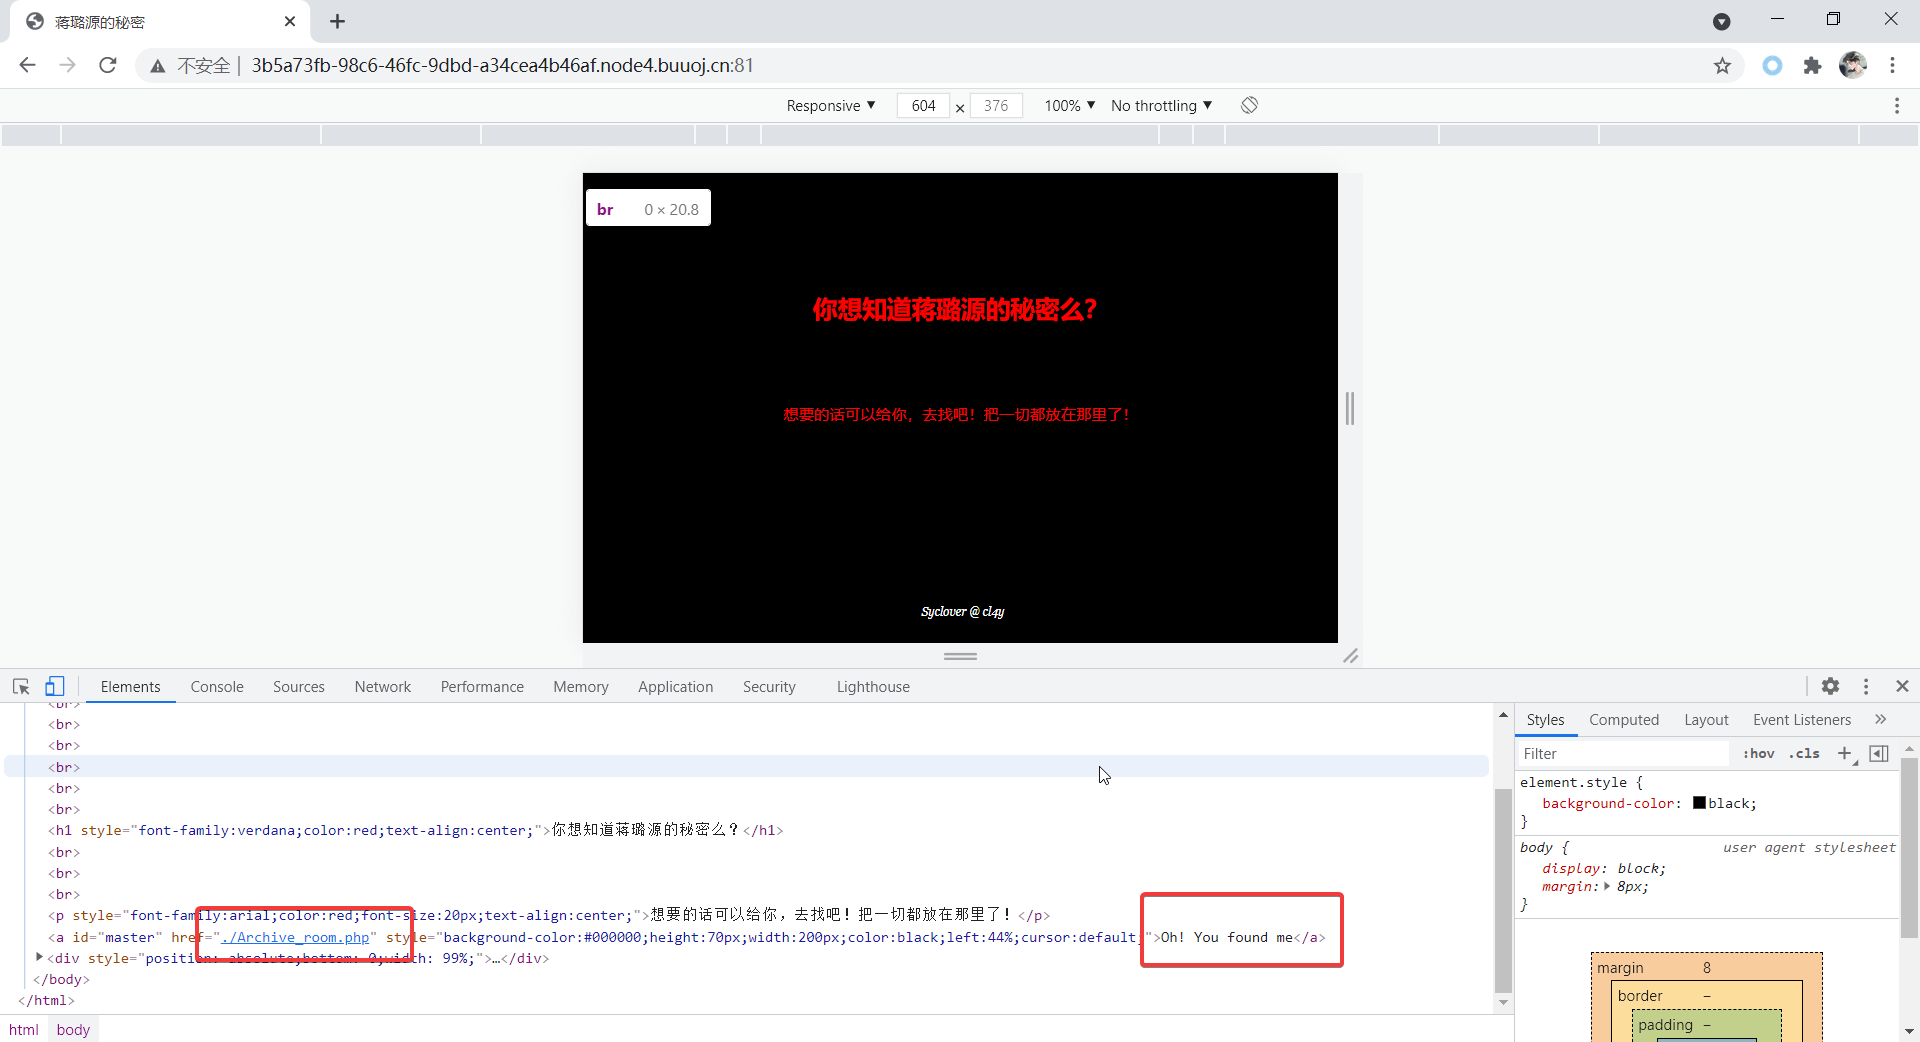 蒋璐源的秘密
不安全 | 3b5a73fb-98c6-46fc-9dbd-a34cea4b46af.node4.buuoj.cn:81
Responsive ▼ 604 × 376 100% ▼ No throttling ▼
br 0 × 20.8
你想知道蒋璐源的秘密么？
想要的话可以给你，去找吧！把一切都放在那里了！
Syclover @ cl4y
Elements Console Sources Network Performance Memory Application Security Lighthouse
<br>
<br>
<br>
<br>
<br>
<br>
<h1 style="font-family:verdana;color:red;text-align:center;">你想知道蒋璐源的秘密么？</h1>
<br>
<br>
<br>
<p style="font-family:arial;color:red;font-size:20px;text-align:center;">想要的话可以给你，去找吧！把一切都放在那里了！</p>
<a id="master" href="./Archive_room.php" style="background-color:#000000;height:70px;width:200px;color:black;left:44%;cursor:default;">Oh! You found me</a>
<div style="position: absolute;bottom: 0;width: 99%;">…</div>
</body>
</html>
html body
Styles Computed Layout Event Listeners »
Filter :hov .cls +
element.style {
background-color: black;
}
body { user agent stylesheet
display: block;
margin: 8px;
}
margin 8
border –
padding –